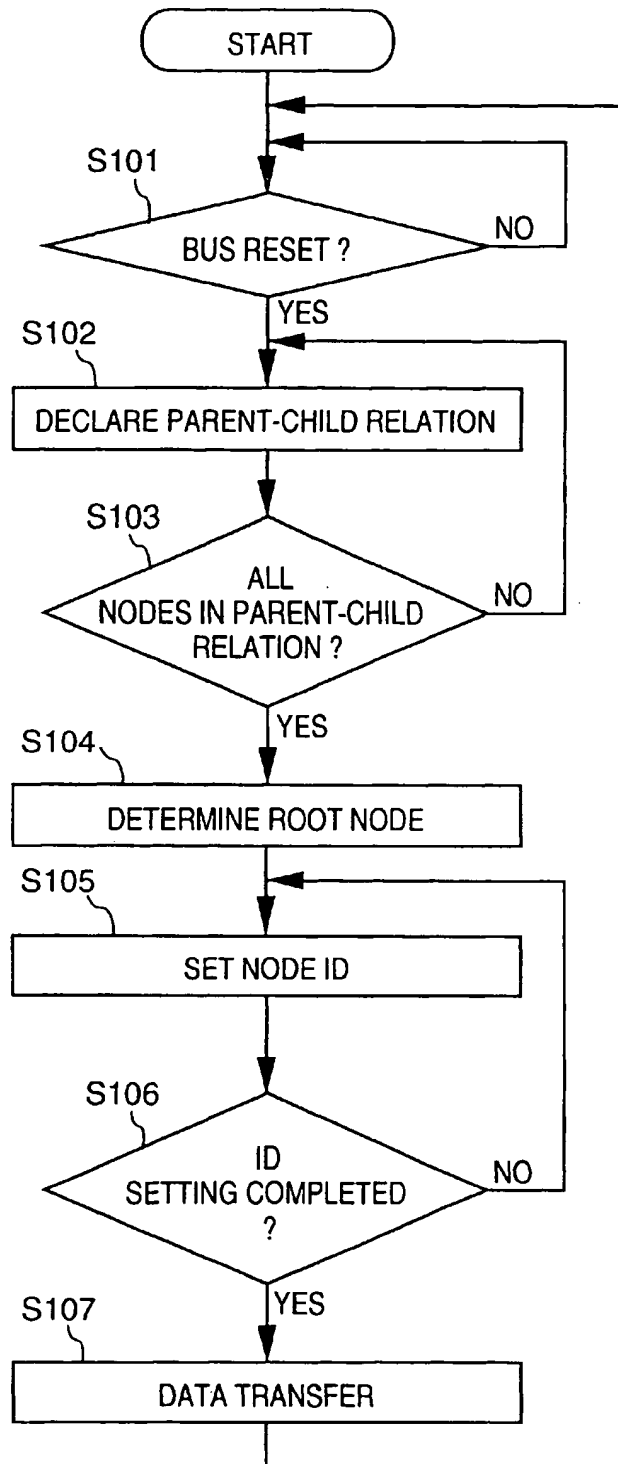 START
S101
BUS RESET ?
NO
YES
S102
DECLARE PARENT-CHILD RELATION
S103
ALL
NODES IN PARENT-CHILD
RELATION ?
NO
YES
S104
DETERMINE ROOT NODE
S105
SET NODE ID
S106
ID
SETTING COMPLETED
?
NO
YES
S107
DATA TRANSFER